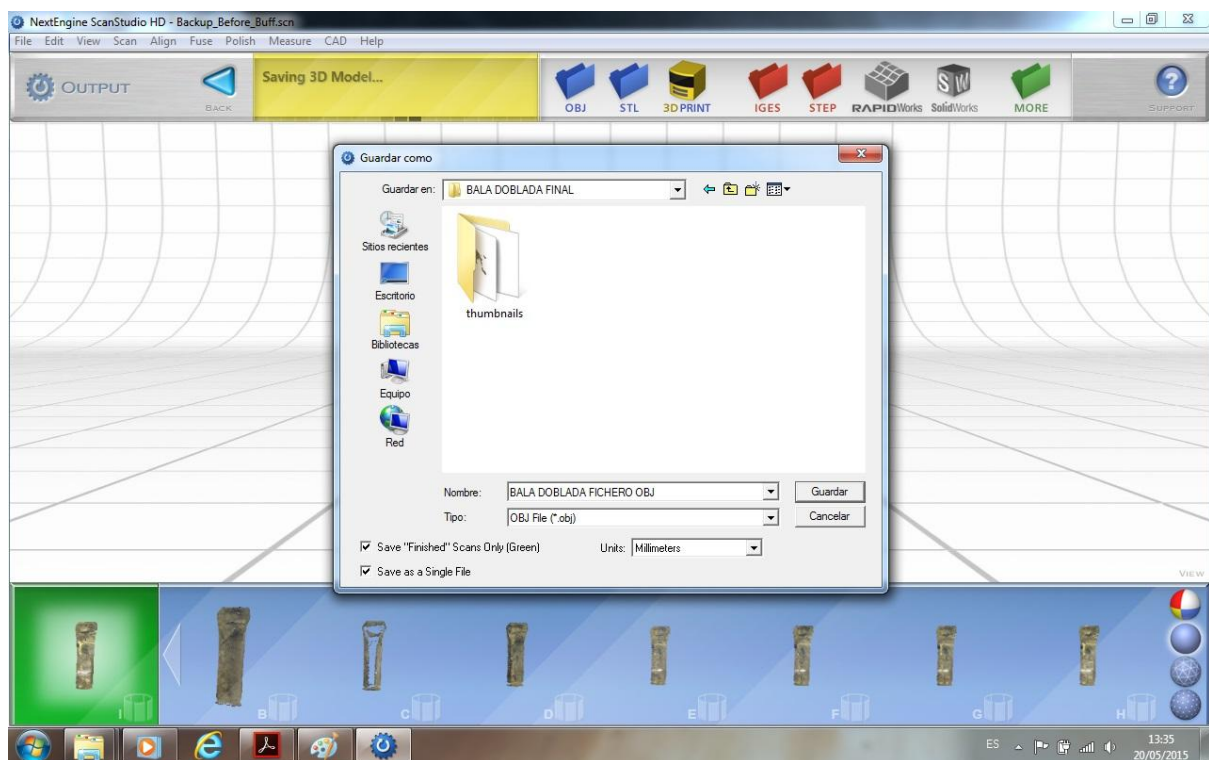 NextEngine ScanStudio HD - Backup_Before_Buff.scn
File Edit View Scan Align Fuse Polish Measure CAD Help
OUTPUT
BACK
Saving 3D Model...
OBJ STL 3D PRINT IGES STEP RAPIDWorks SolidWorks MORE
SUPPORT
Guardar como
Guardar en: BALA DOBLADA FINAL
Sitios recientes
Escritorio
Bibliotecas
Equipo
Red
thumbnails
Nombre: BALA DOBLADA FICHERO OBJ Guardar
Tipo: OBJ File (*.obj) Cancelar
Save "Finished" Scans Only (Green) Units: Millimeters
Save as a Single File
VIEW
I B C D E F G H
ES 13:35
20/05/2015